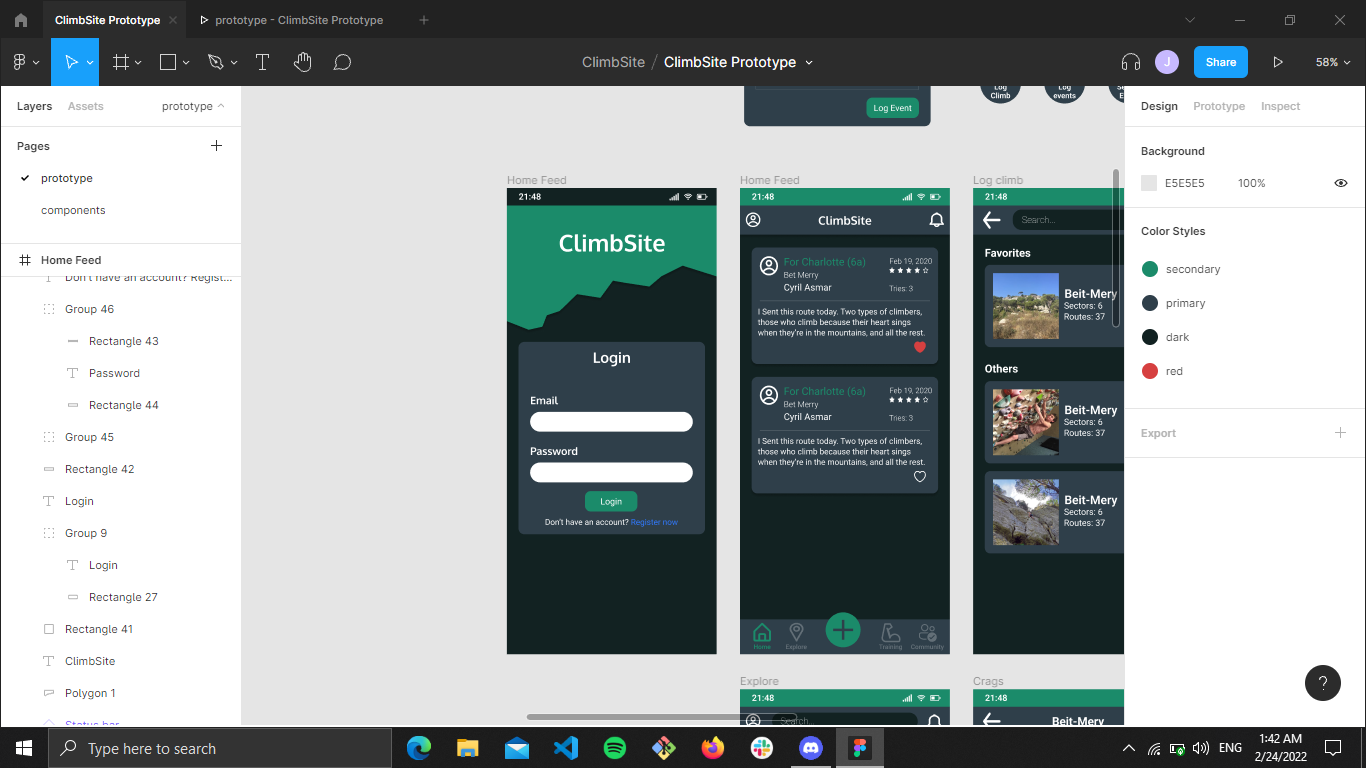 ClimbSite Prototype
prototype - ClimbSite Prototype
ClimbSite / ClimbSite Prototype
J
Share
58%
Layers
Assets
prototype
Pages
prototype
components
Home Feed
Don't have an account? Regist...
Group 46
Rectangle 43
Password
Rectangle 44
Group 45
Rectangle 42
Login
Group 9
Login
Rectangle 27
Rectangle 41
ClimbSite
Polygon 1
Status bar
Log Event
Log
Climb
Log
events
Home Feed
21:48
ClimbSite
Login
Email
Password
Login
Don't have an account? Register now
Home Feed
21:48
ClimbSite
For Charlotte (6a)
Feb 19, 2020
Bet Merry
Cyril Asmar
Tries: 3
I Sent this route today. Two types of climbers,
those who climb because their heart sings
when they're in the mountains, and all the rest.
For Charlotte (6a)
Feb 19, 2020
Bet Merry
Cyril Asmar
Tries: 3
I Sent this route today. Two types of climbers,
those who climb because their heart sings
when they're in the mountains, and all the rest.
Home
Explore
Training
Community
Log climb
21:48
Search...
Favorites
Beit-Mery
Sectors: 6
Routes: 37
Others
Beit-Mery
Sectors: 6
Routes: 37
Beit-Mery
Sectors: 6
Routes: 37
Explore
21:48
Search...
Crags
21:48
Beit-Mery
Design
Prototype
Inspect
Background
E5E5E5
100%
Color Styles
secondary
primary
dark
red
Export
?
Type here to search
ENG
1:42 AM
2/24/2022